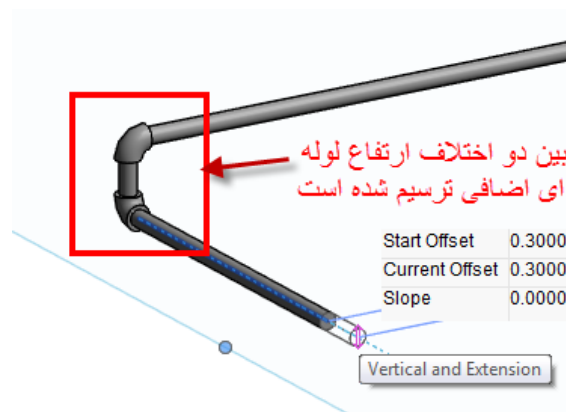 بین دو اختلاف ارتفاع لوله
ای اضافی ترسیم شده است
Start Offset 0.3000
Current Offset 0.3000
Slope 0.0000
Vertical and Extension